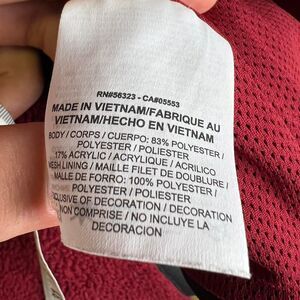 RN#56323 - CA#05553
MADE IN VIETNAM/FABRIQUE AU
VIETNAM/HECHO EN VIETNAM
BODY / CORPS / CUERPO: 83% POLYESTER /
POLYESTER / POLIESTER
17% ACRYLIC / ACRYLIQUE / ACRILICO
MESH LINING / MAILLE FILET DE DOUBLURE /
MALLE DE FORRO: 100% POLYESTER /
POLYESTER / POLIESTER
EXCLUSIVE OF DECORATION / DECORATION
NON COMPRISE / NO INCLUYE LA
DECORACION